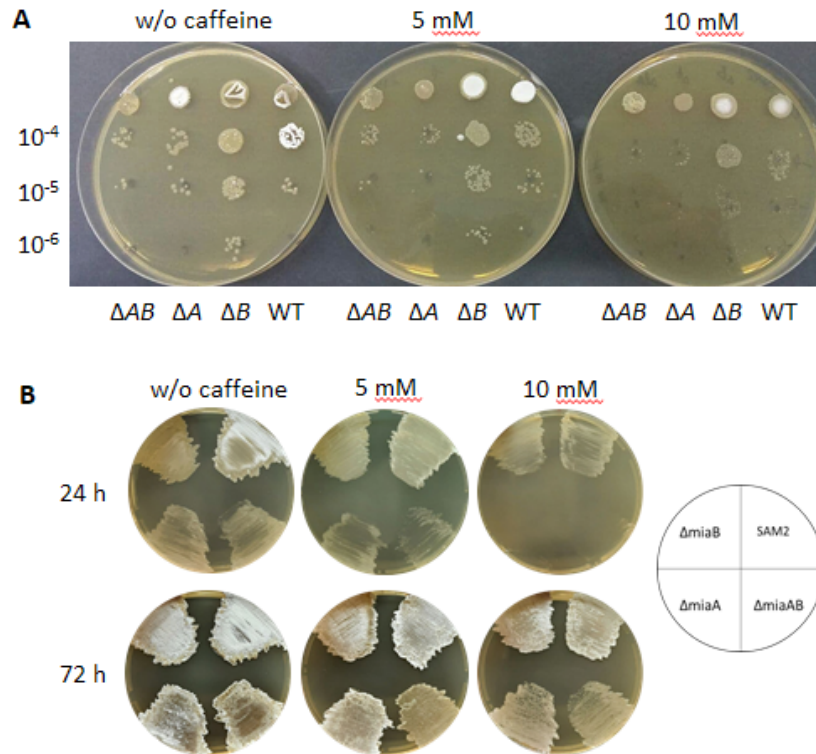 A
w/o caffeine 5 mM 10 mM
10-4
10-5
10-6
ΔAB ΔA ΔB WT ΔAB ΔA ΔB WT ΔAB ΔA ΔB WT
B
w/o caffeine 5 mM 10 mM
24 h
72 h
ΔmiaB SAM2
ΔmiaA ΔmiaAB